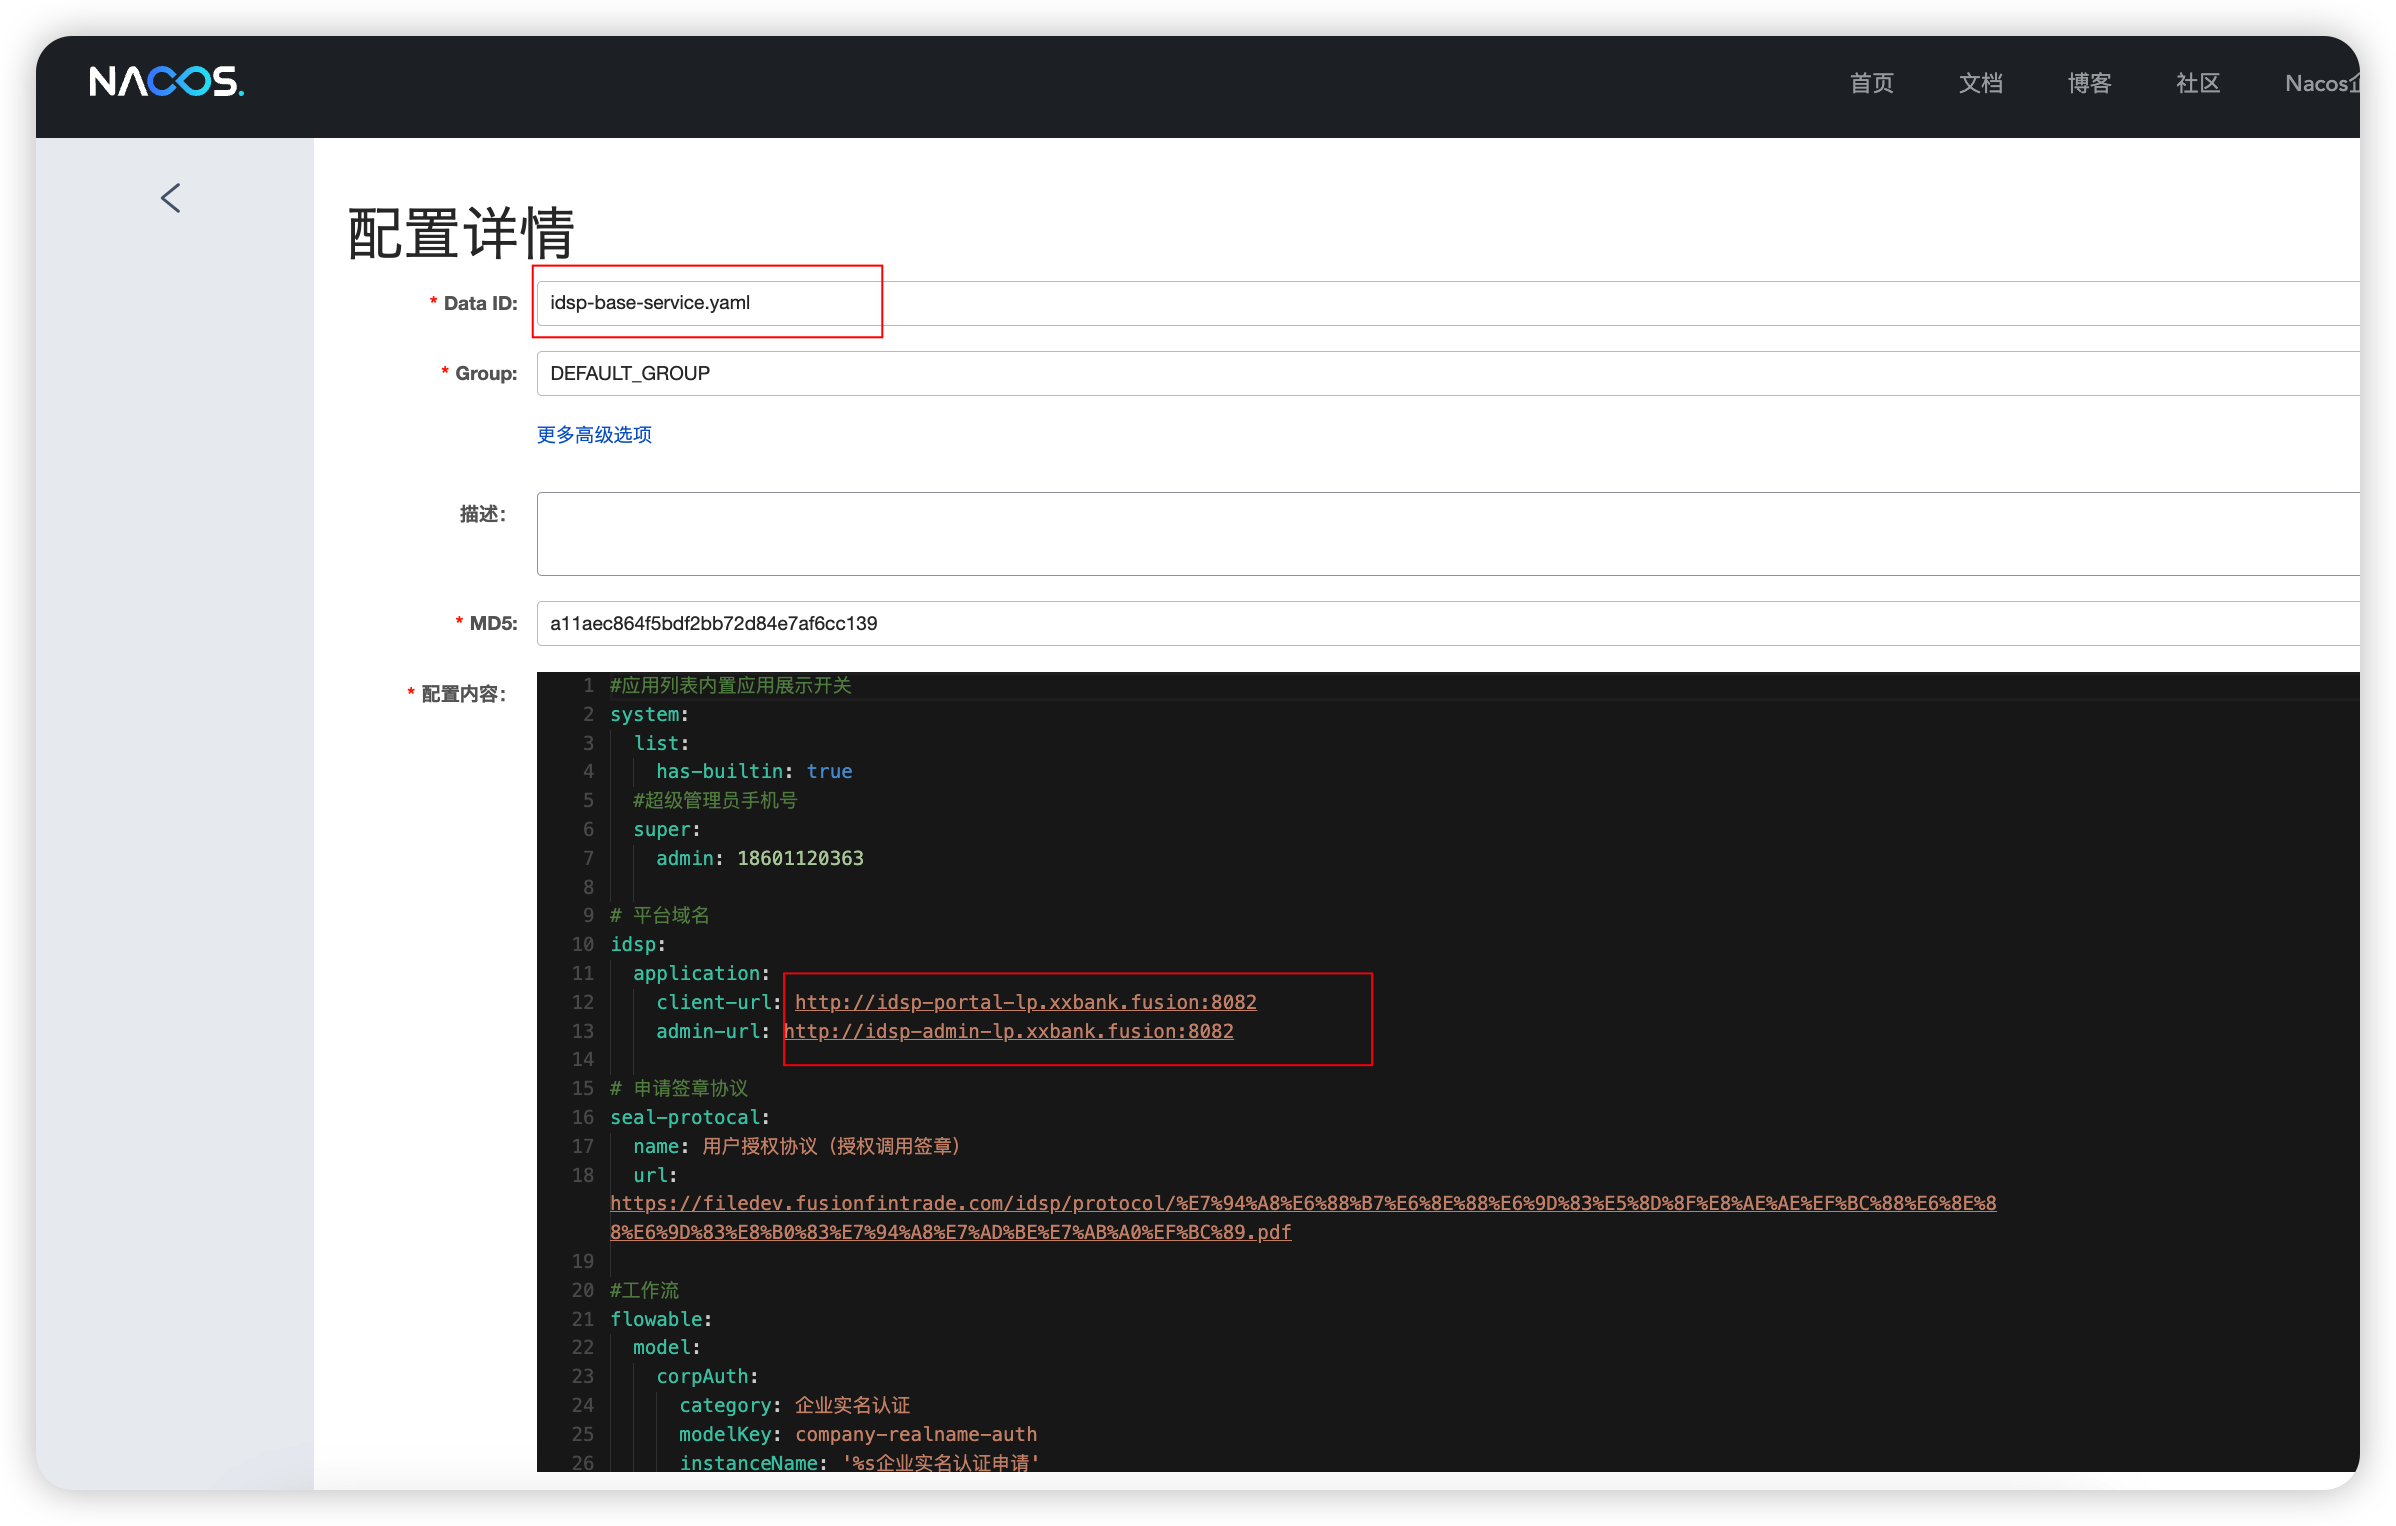 NACOS.
首页 文档 博客 社区 Nacos企
配置详情
* Data ID: idsp-base-service.yaml
* Group: DEFAULT_GROUP
更多高级选项
描述:
* MD5: a11aec864f5bdf2bb72d84e7af6cc139
* 配置内容:
1 #应用列表内置应用展示开关
2 system:
3 list:
4 has-builtin: true
5 #超级管理员手机号
6 super:
7 admin: 18601120363
8
9 # 平台域名
10 idsp:
11 application:
12 client-url: http://idsp-portal-lp.xxbank.fusion:8082
13 admin-url: http://idsp-admin-lp.xxbank.fusion:8082
14
15 # 申请签章协议
16 seal-protocal:
17 name: 用户授权协议（授权调用签章）
18 url:
https://filedev.fusionfintrade.com/idsp/protocol/%E7%94%A8%E6%88%B7%E6%8E%88%E6%9D%83%E5%8D%8F%E8%AE%AE%EF%BC%88%E6%8E%8
8%E6%9D%83%E8%B0%83%E7%94%A8%E7%AD%BE%E7%AB%A0%EF%BC%89.pdf
19
20 #工作流
21 flowable:
22 model:
23 corpAuth:
24 category: 企业实名认证
25 modelKey: company-realname-auth
26 instanceName: '%s企业实名认证申请'